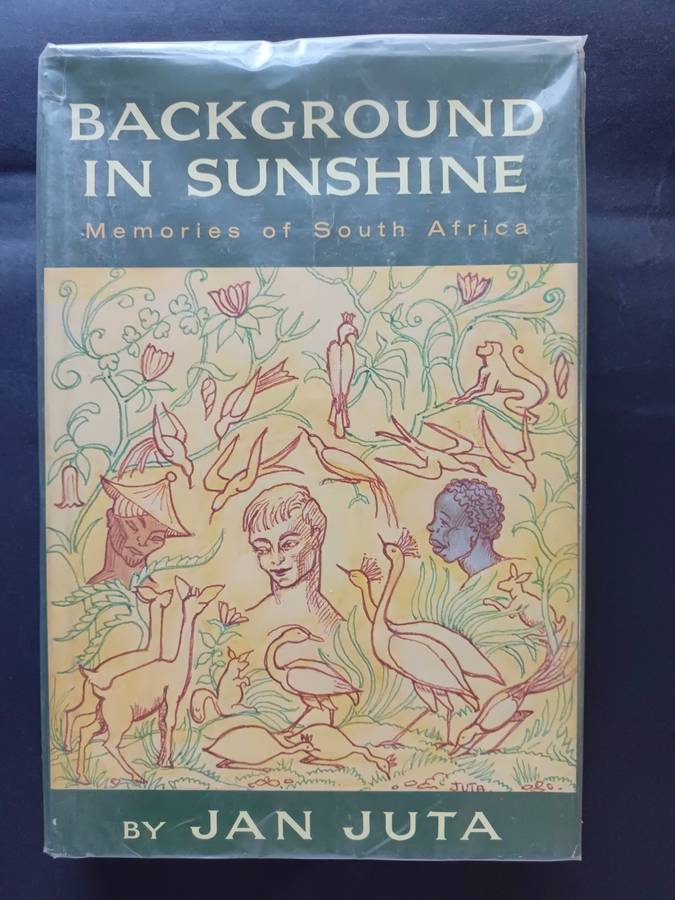 BACKGROUND
IN SUNSHINE
Memories of South Africa
JUTA
BY JAN JUTA